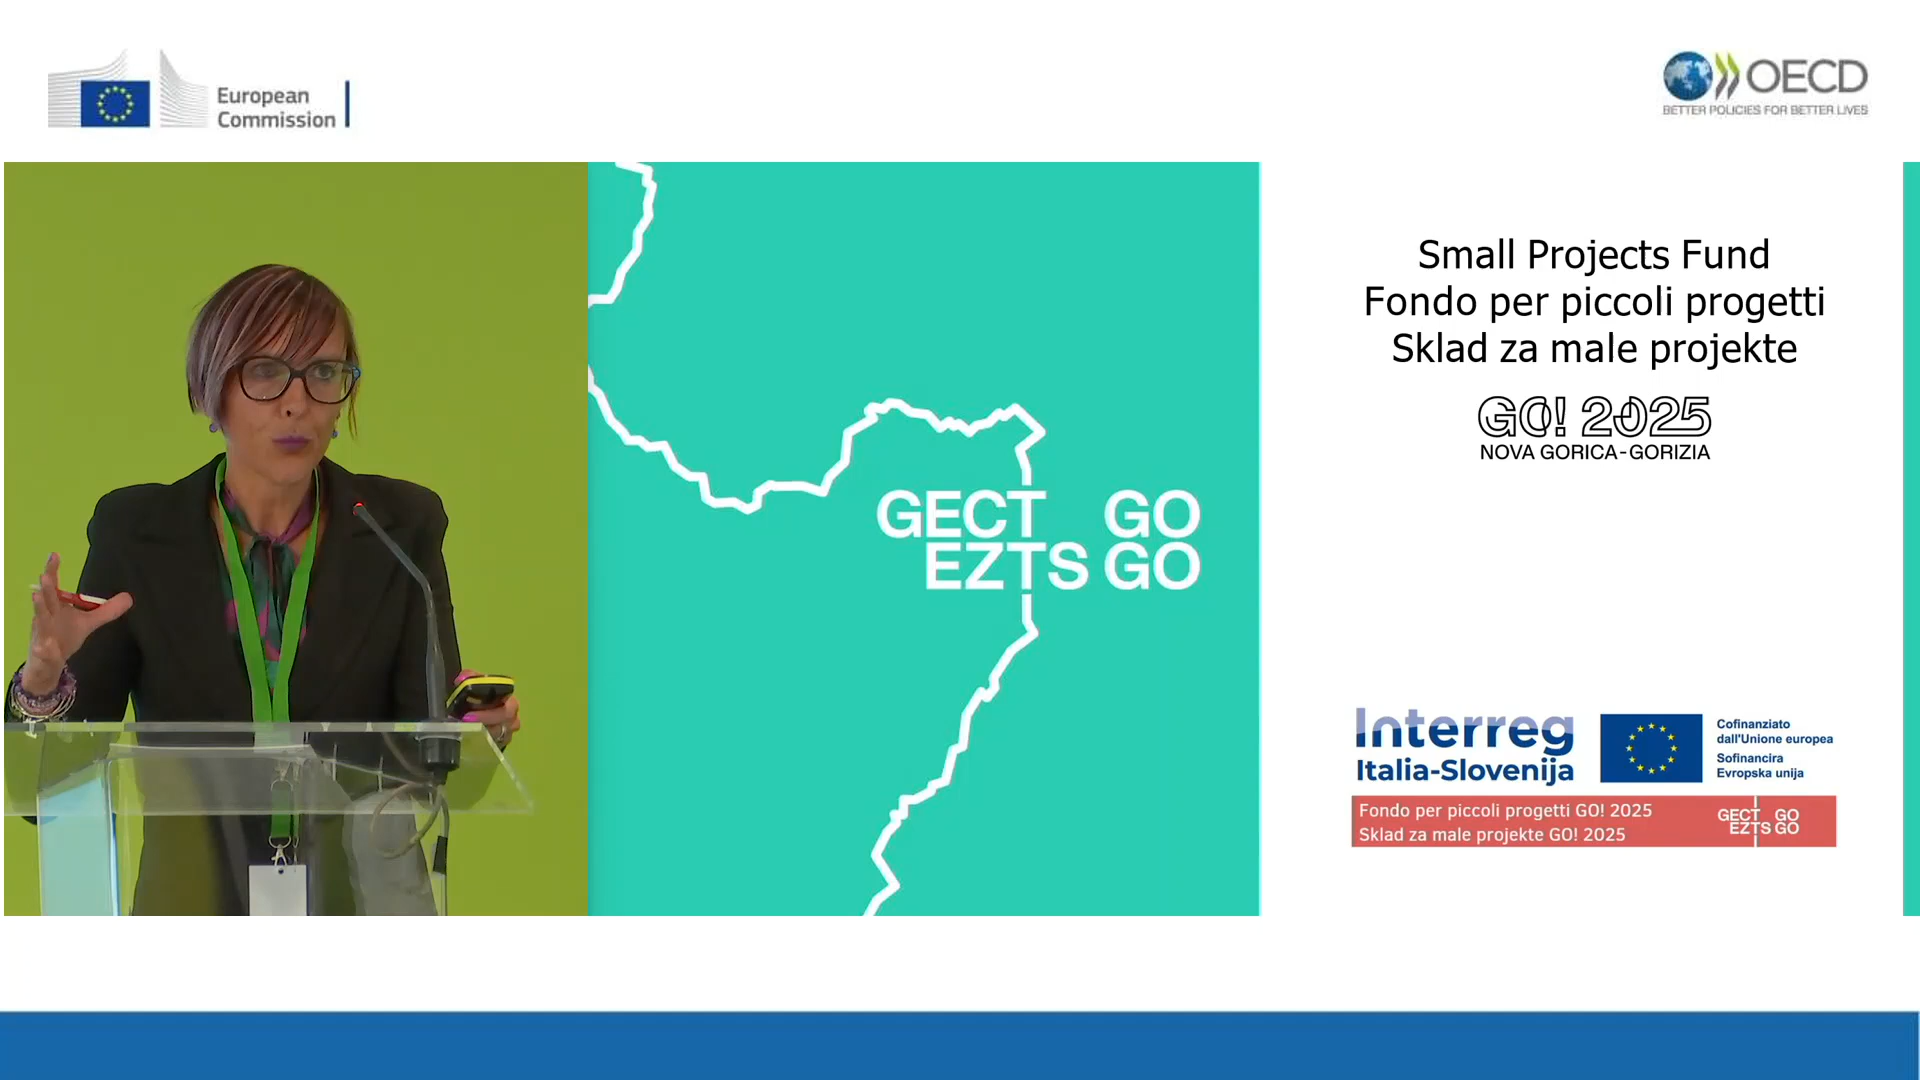 European
Commission
OECD
BETTER POLICIES FOR BETTER LIVES
GECT GO
EZTS GO
Small Projects Fund
Fondo per piccoli progetti
Sklad za male projekte
GO! 2025
NOVA GORICA-GORIZIA
Interreg
Italia-Slovenija
Cofinanziato
dall'Unione europea
Sofinancira
Evropska unija
Fondo per piccoli progetti GO! 2025
Sklad za male projekte GO! 2025
GECT GO
EZTS GO